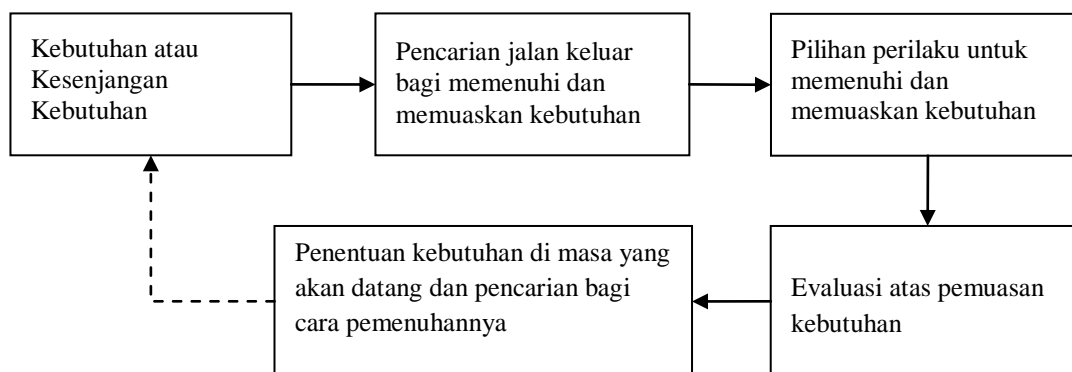 Kebutuhan atau
Kesenjangan
Kebutuhan
Pencarian jalan keluar
bagi memenuhi dan
memuaskan kebutuhan
Pilihan perilaku untuk
memenuhi dan
memuaskan kebutuhan
Evaluasi atas pemuasan
kebutuhan
Penentuan kebutuhan di masa yang
akan datang dan pencarian bagi
cara pemenuhannya